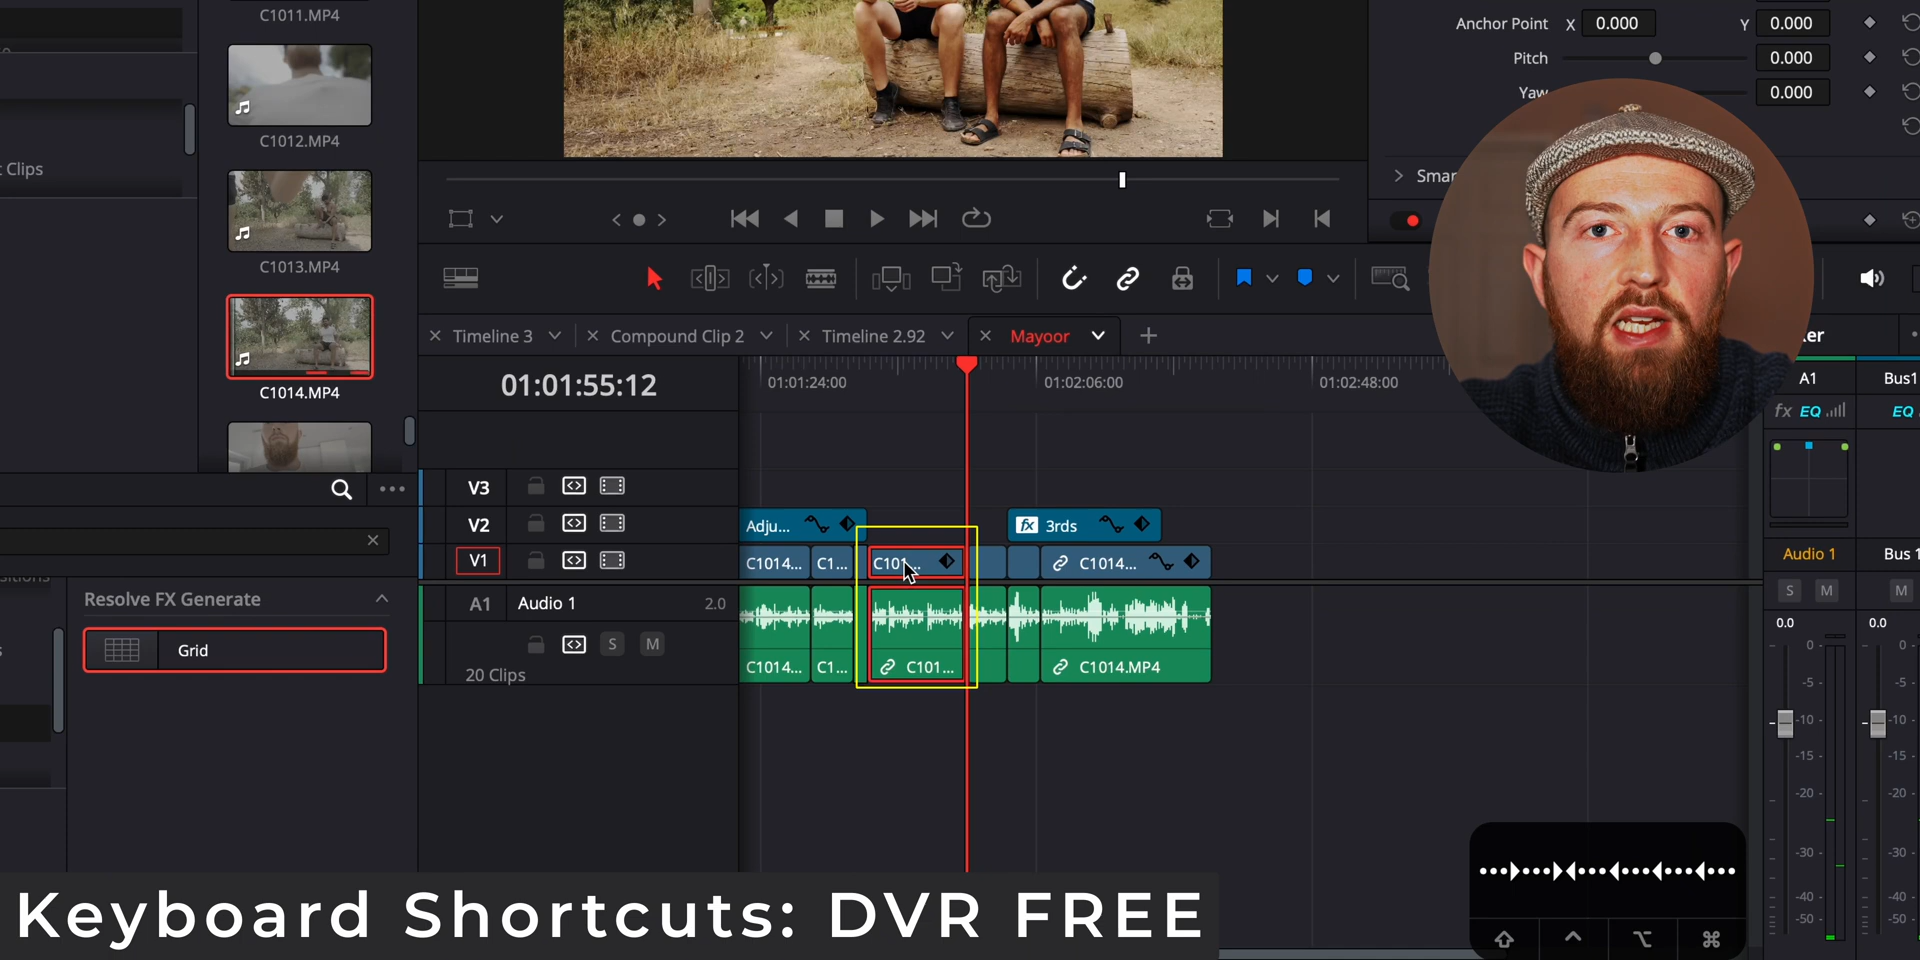 C1011.MP4
C1012.MP4
Clips
C1013.MP4
C1014.MP4
Anchor Point X 0.000 Y 0.000
Pitch 0.000
Yaw 0.000
Timeline 3
Compound Clip 2
Timeline 2.92
Mayoor
01:01:55:12
01:01:24:00
01:02:06:00
01:02:48:00
V3
V2
Adju...
fx 3rds
V1
C1014...
C1...
C101...
C1014...
A1 Audio 1 2.0
S M
20 Clips
C1014...
C1...
C101...
C1014.MP4
Resolve FX Generate
Grid
A1 Bus1
fx EQ EQ
Audio 1 Bus 1
S M M
0.0 0.0
0 0
-5 -5
-10 -10
-15 -15
-20 -20
-30 -30
-40 -40
-50 -50
Keyboard Shortcuts: DVR FREE